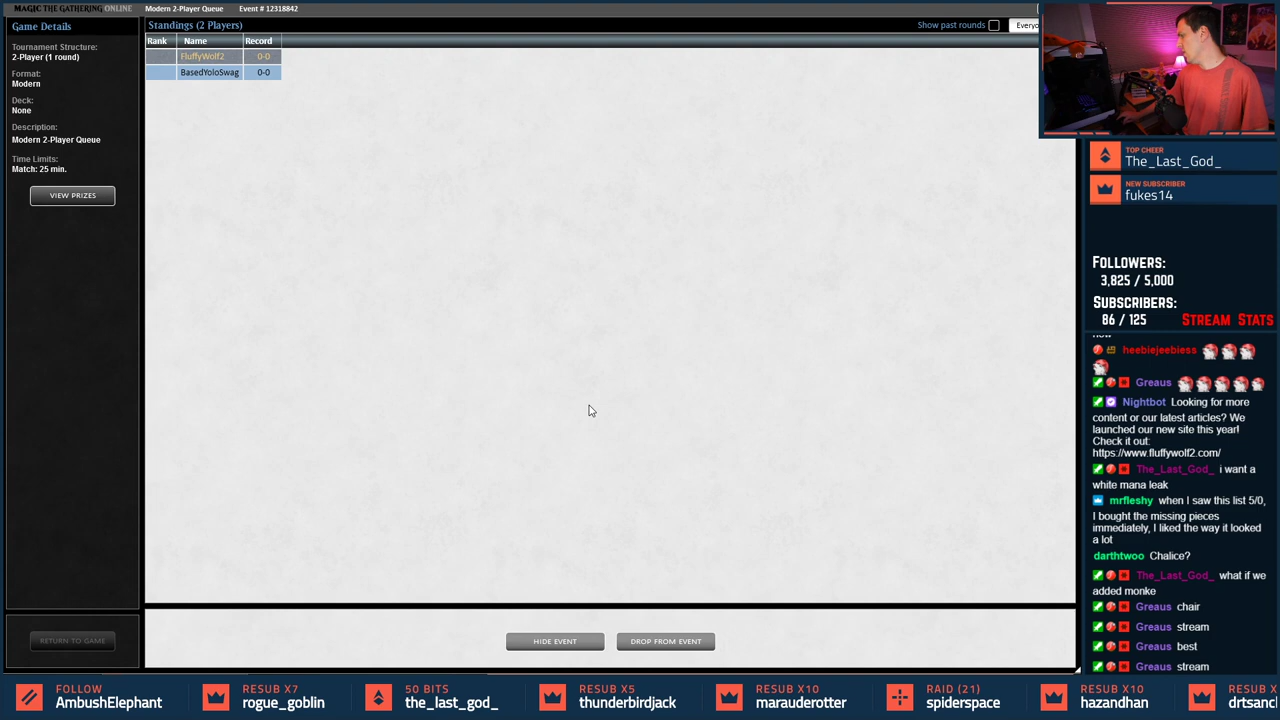 MAGIC THE GATHERING ONLINE
Modern 2-Player Queue
Event # 12318842
Game Details
Tournament Structure:
2-Player (1 round)
Format:
Modern
Deck:
None
Description:
Modern 2-Player Queue
Time Limits:
Match: 25 min.
VIEW PRIZES
RETURN TO GAME
Standings (2 Players)
Show past rounds
Everyo
Rank Name Record
FluffyWolf2 0-0
BasedYoloSwag 0-0
HIDE EVENT
DROP FROM EVENT
TOP CHEER
The_Last_God_
NEW SUBSCRIBER
fukes14
FOLLOWERS:
3,825 / 5,000
SUBSCRIBERS:
86 / 125
STREAM STATS
now
heebiejeebiess
Greaus
Nightbot Looking for more
content or our latest articles? We
launched our new site this year!
Check it out:
https://www.fluffywolf2.com/
The_Last_God_ i want a
white mana leak
mrfleshy when I saw this list 5/0,
I bought the missing pieces
immediately, I liked the way it looked
a lot
darthtwoo Chalice?
The_Last_God_ what if we
added monke
Greaus chair
Greaus stream
Greaus best
Greaus stream
FOLLOW
AmbushElephant
RESUB X7
rogue_goblin
50 BITS
the_last_god_
RESUB X5
thunderbirdjack
RESUB X10
marauderotter
RAID (21)
spiderspace
RESUB X10
hazandhan
RESUB X
drtsanc